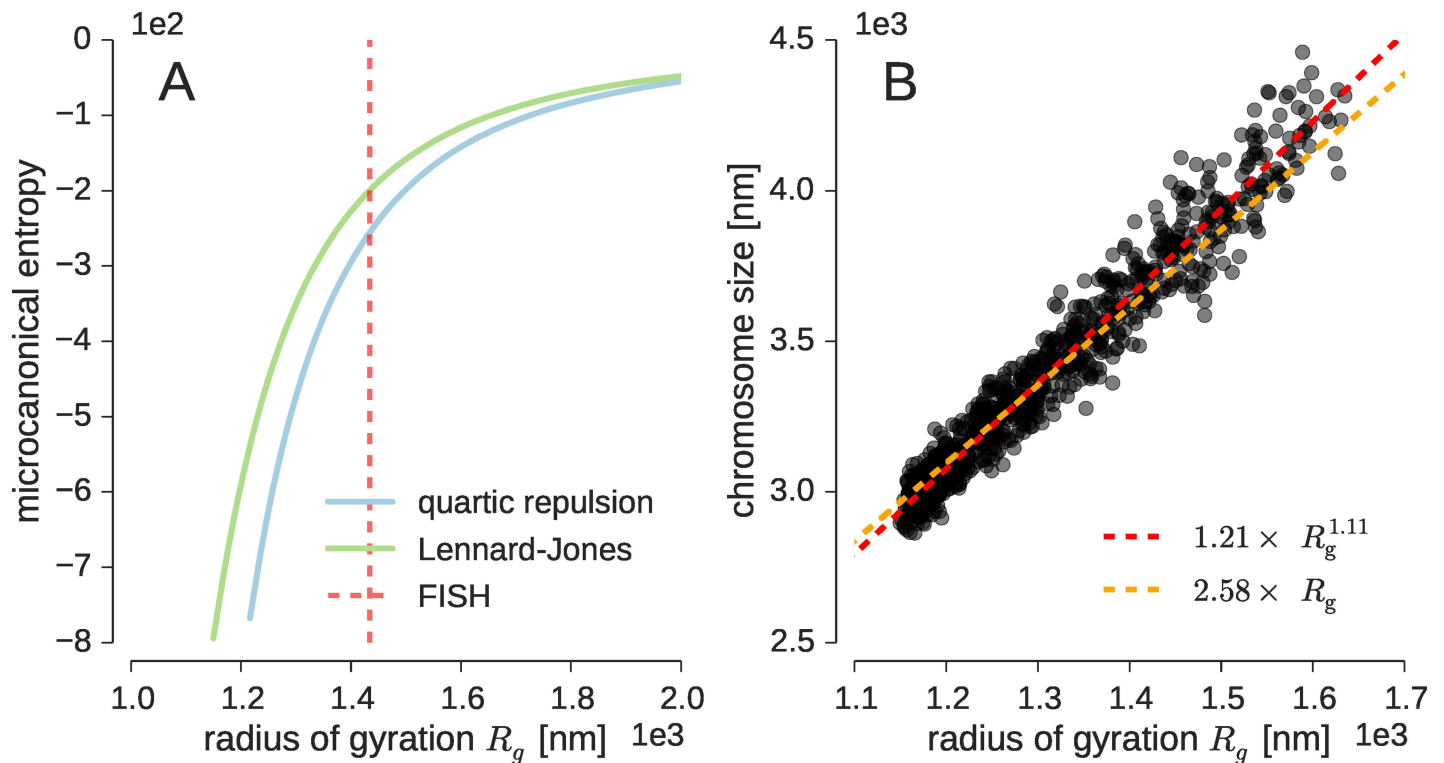 1e2
A
0
−1
−2
−3
−4
−5
−6
−7
−8
microcanonical entropy
quartic repulsion
Lennard-Jones
FISH
1.0 1.2 1.4 1.6 1.8 2.0
radius of gyration R_g [nm] 1e3
1e3
B
4.5
4.0
3.5
3.0
2.5
chromosome size [nm]
1.21 × R_g^1.11
2.58 × R_g
1.1 1.2 1.3 1.4 1.5 1.6 1.7
radius of gyration R_g [nm] 1e3